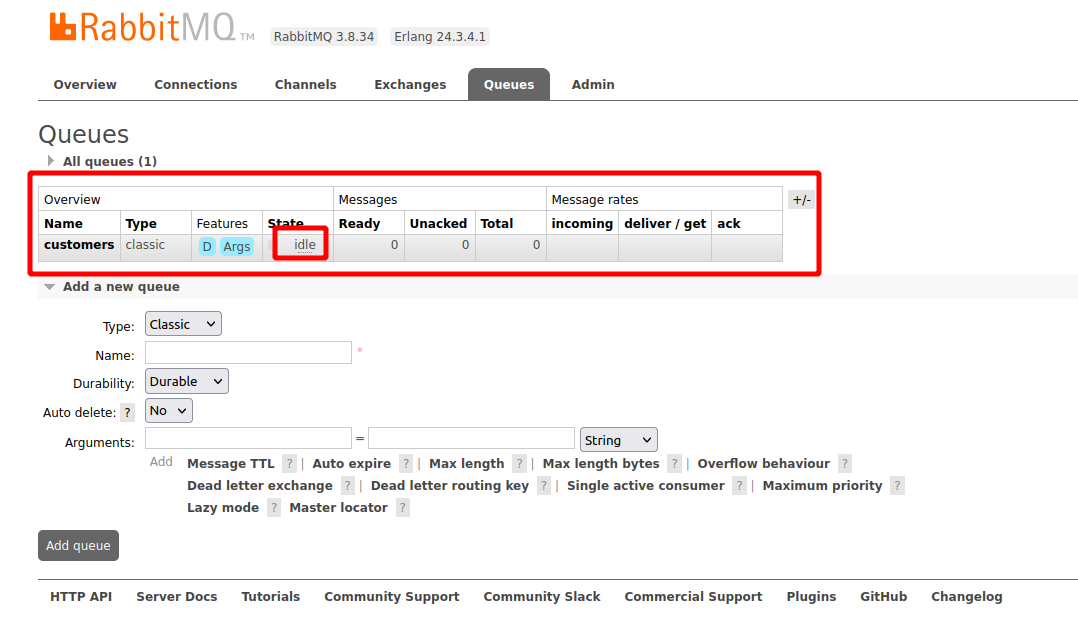 RabbitMQ TM RabbitMQ 3.8.34 Erlang 24.3.4.1
Overview Connections Channels Exchanges Queues Admin
Queues
All queues (1)
Overview Messages Message rates +/-
Name Type Features State Ready Unacked Total incoming deliver / get ack
customers classic D Args idle 0 0 0
Add a new queue
Type: Classic
Name: *
Durability: Durable
Auto delete: ? No
Arguments: = String
Add Message TTL ? | Auto expire ? | Max length ? | Max length bytes ? | Overflow behaviour ?
Dead letter exchange ? | Dead letter routing key ? | Single active consumer ? | Maximum priority ?
Lazy mode ? Master locator ?
Add queue
HTTP API Server Docs Tutorials Community Support Community Slack Commercial Support Plugins GitHub Changelog